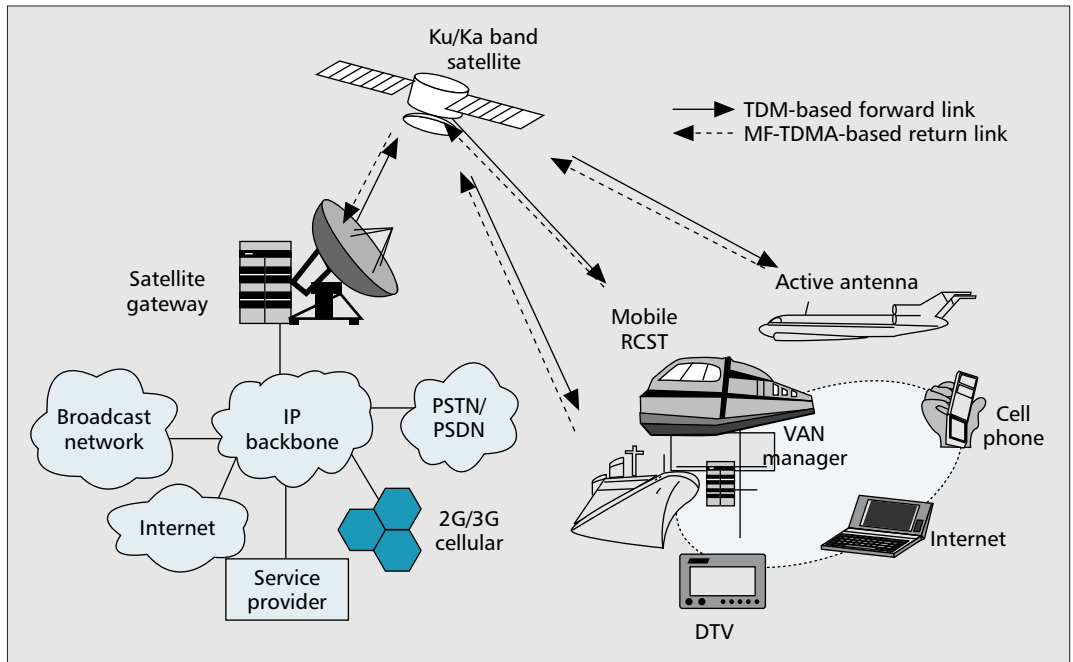 Ku/Ka band
satellite
TDM-based forward link
MF-TDMA-based return link
Satellite
gateway
Active antenna
Mobile
RCST
Broadcast
network
IP
backbone
PSTN/
PSDN
VAN
manager
Cell
phone
Internet
2G/3G
cellular
Internet
Service
provider
DTV